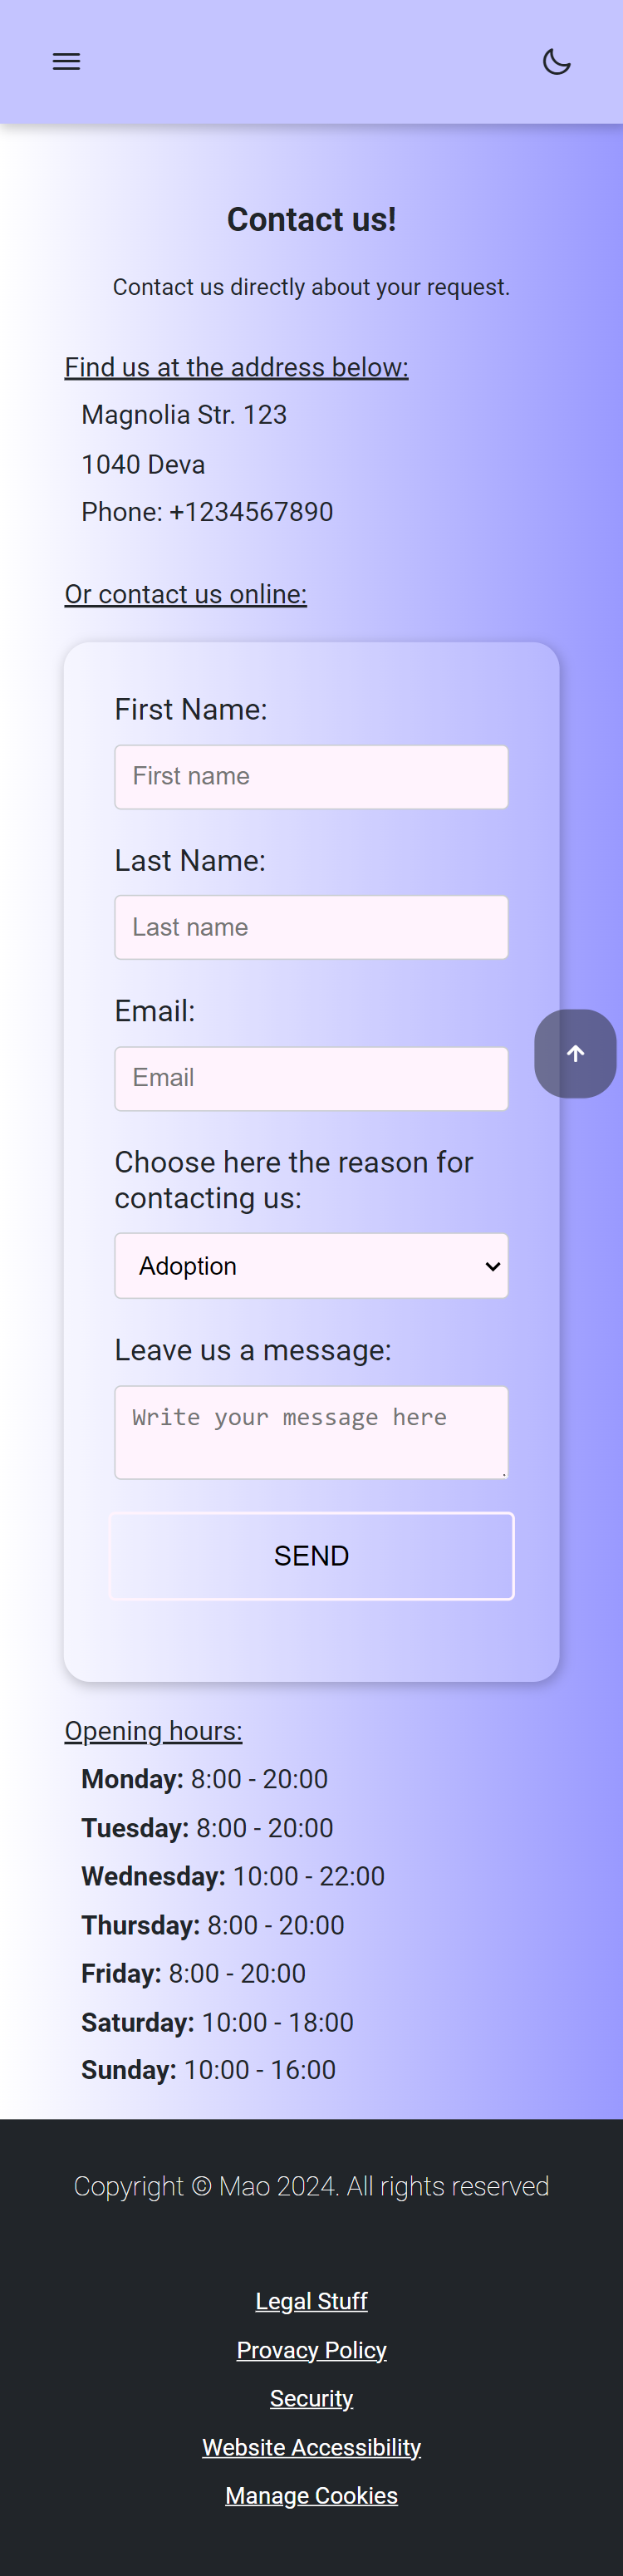 Contact us!
Contact us directly about your request.
Find us at the address below:
Magnolia Str. 123
1040 Deva
Phone: +1234567890
Or contact us online:
First Name:
First name
Last Name:
Last name
Email:
Email
Choose here the reason for
contacting us:
Adoption
Leave us a message:
Write your message here
SEND
Opening hours:
Monday: 8:00 - 20:00
Tuesday: 8:00 - 20:00
Wednesday: 10:00 - 22:00
Thursday: 8:00 - 20:00
Friday: 8:00 - 20:00
Saturday: 10:00 - 18:00
Sunday: 10:00 - 16:00
Copyright © Mao 2024. All rights reserved
Legal Stuff
Provacy Policy
Security
Website Accessibility
Manage Cookies